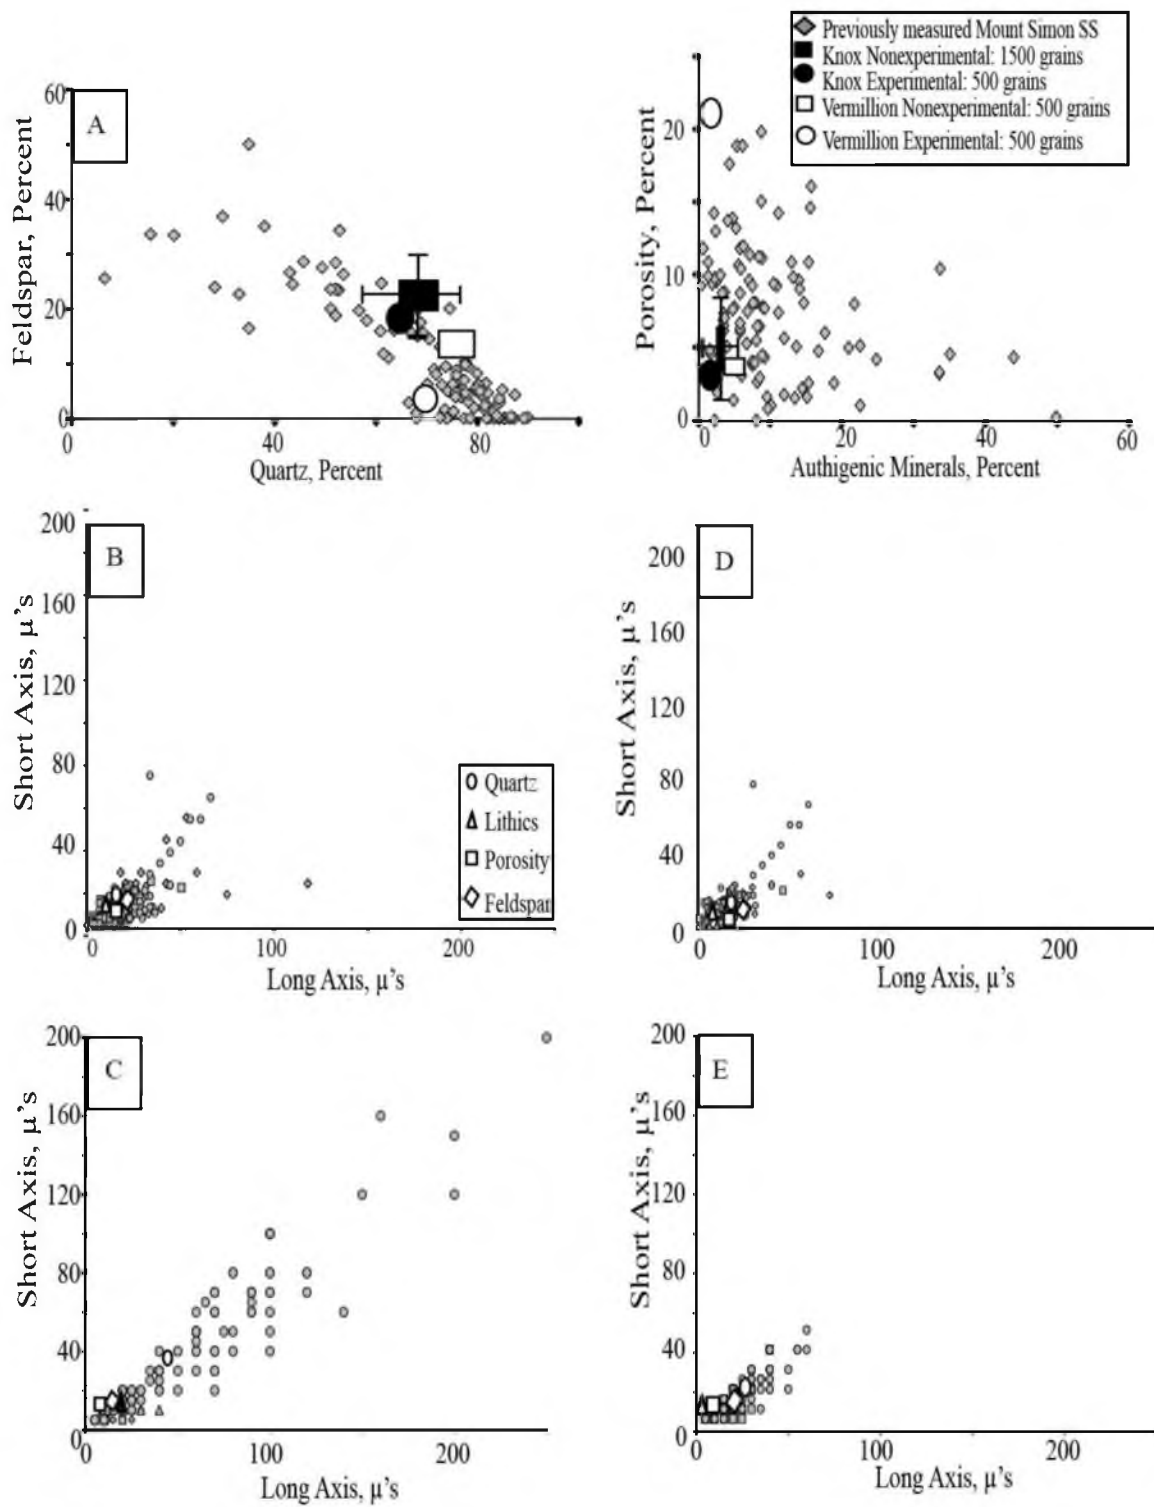 A
Feldspar, Percent
60
40
20
0
0
40
80
Quartz, Percent
Previously measured Mount Simon SS
Knox Nonexperimental: 1500 grains
Knox Experimental: 500 grains
Vermillion Nonexperimental: 500 grains
Vermillion Experimental: 500 grains
Porosity, Percent
20
10
0
0
20
40
60
Authigenic Minerals, Percent
B
Short Axis, μ's
200
160
120
80
40
0
0
100
200
Long Axis, μ's
Quartz
Lithics
Porosity
Feldspar
D
Short Axis, μ's
200
160
120
80
40
0
0
100
200
Long Axis, μ's
C
Short Axis, μ's
200
160
120
80
40
0
0
100
200
Long Axis, μ's
E
Short Axis, μ's
200
160
120
80
40
0
0
100
200
Long Axis, μ's